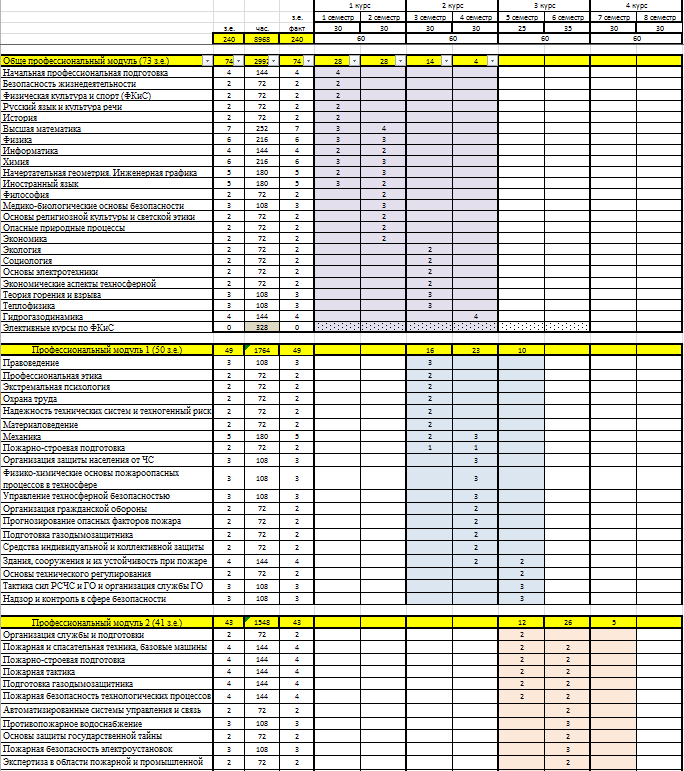 1 курс 2 курс 3 курс 4 курс
з.е. 1 семестр 2 семестр 3 семестр 4 семестр 5 семестр 6 семестр 7 семестр 8 семестр
з.е. час. факт 30 30 30 30 25 35 30 30
240 8968 240 60 60 60 60
Обще профессиональный модуль (73 з.е.) 74 2992 74 28 28 14 4
Начальная профессиональная подготовка 4 144 4 4
Безопасность жизнедеятельности 2 72 2 2
Физическая культура и спорт (ФКиС) 2 72 2 2
Русский язык и культура речи 2 72 2 2
История 2 72 2 2
Высшая математика 7 252 7 3 4
Физика 6 216 6 3 3
Информатика 4 144 4 2 2
Химия 6 216 6 3 3
Начертательная геометрия. Инженерная графика 5 180 5 2 3
Иностранный язык 5 180 5 3 2
Философия 2 72 2 2
Медико-биологические основы безопасности 3 108 3 3
Основы религиозной культуры и светской этики 2 72 2 2
Опасные природные процессы 2 72 2 2
Экономика 2 72 2 2
Экология 2 72 2 2
Социология 2 72 2 2
Основы электротехники 2 72 2 2
Экономические аспекты техносферной 2 72 2 2
Теория горения и взрыва 3 108 3 3
Теплофизика 3 108 3 3
Гидрогазодинамика 4 144 4 4
Элективные курсы по ФКиС 0 328 0
Профессиональный модуль 1 (50 з.е.) 49 1764 49 16 23 10
Правоведение 3 108 3 3
Профессиональная этика 2 72 2 2
Экстремальная психология 2 72 2 2
Охрана труда 2 72 2 2
Надежность технических систем и техногенный риск 2 72 2 2
Материаловедение 2 72 2 2
Механика 5 180 5 2 3
Пожарно-строевая подготовка 2 72 2 1 1
Организация защиты населения от ЧС 3 108 3 3
Физико-химические основы пожароопасных
процессов в техносфере 3 108 3 3
Управление техносферной безопасностью 3 108 3 3
Организация гражданской обороны 2 72 2 2
Прогнозирование опасных факторов пожара 2 72 2 2
Подготовка газодымозащитника 2 72 2 2
Средства индивидуальной и коллективной защиты 2 72 2 2
Здания, сооружения и их устойчивость при пожаре 4 144 4 2 2
Основы технического регулирования 2 72 2 2
Тактика сил РСЧС и ГО и организация службы ГО 3 108 3 3
Надзор и контроль в сфере безопасности 3 108 3 3
Профессиональный модуль 2 (41 з.е.) 43 1548 43 12 26 5
Организация службы и подготовки 2 72 2 2
Пожарная и спасательная техника, базовые машины 4 144 4 2 2
Пожарно-строевая подготовка 4 144 4 2 2
Пожарная тактика 4 144 4 2 2
Подготовка газодымозащитника 4 144 4 2 2
Пожарная безопасность технологических процессов 4 144 4 2 2
Автоматизированные системы управления и связь 2 72 2 2
Противопожарное водоснабжение 3 108 3 3
Основы защиты государственной тайны 2 72 2 2
Пожарная безопасность электроустановок 3 108 3 3
Экспертиза в области пожарной и промышленной 2 72 2 2